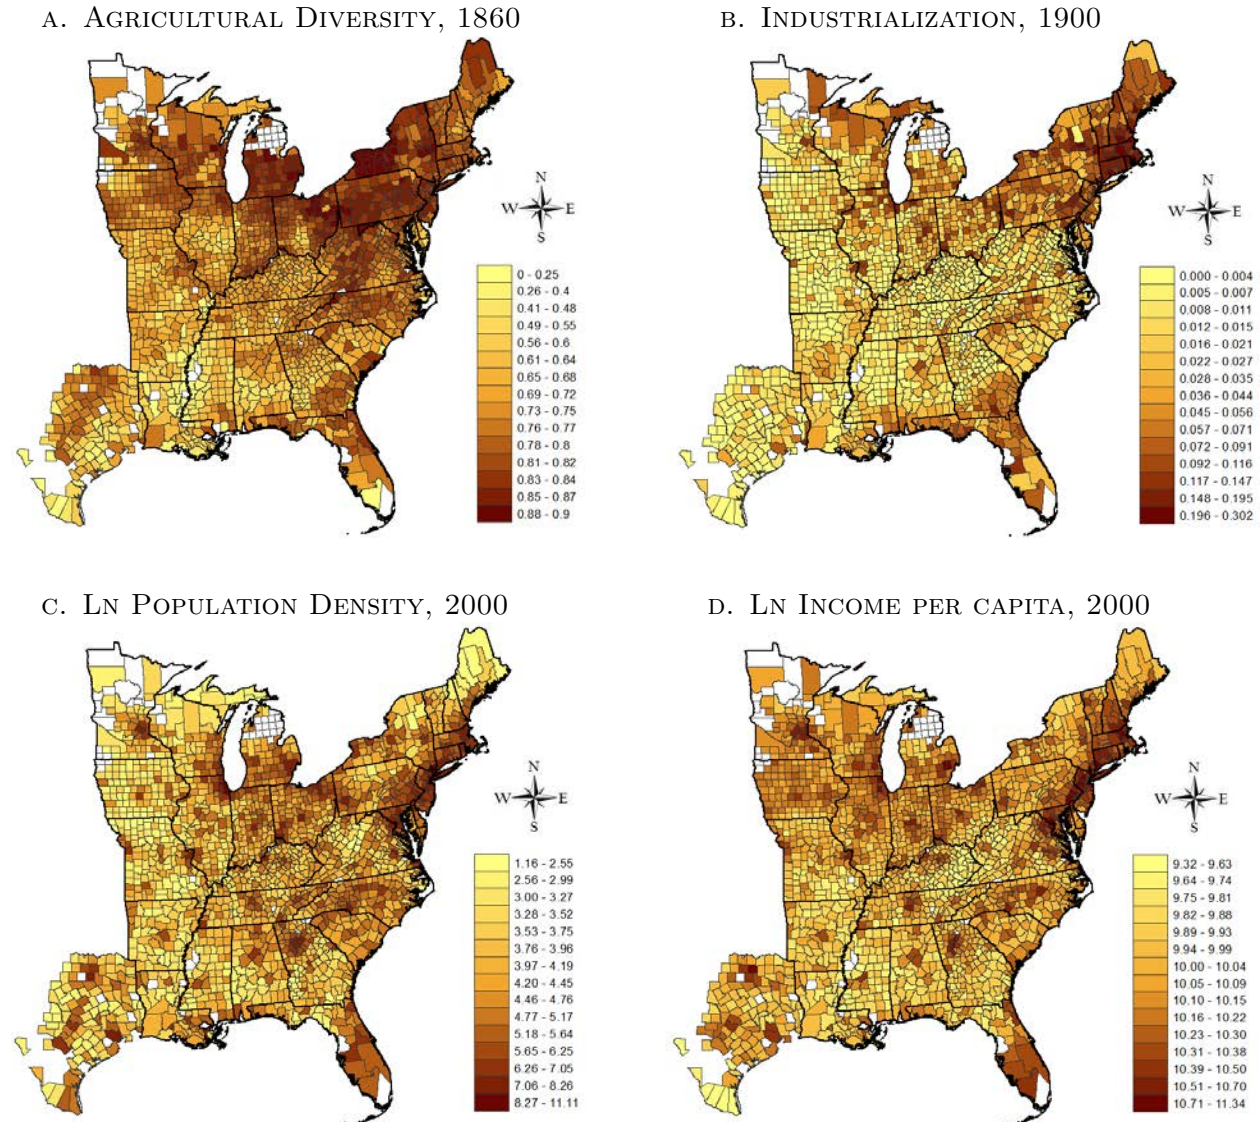 A. AGRICULTURAL DIVERSITY, 1860
N
W E
S
0 - 0.25
0.26 - 0.4
0.41 - 0.48
0.49 - 0.55
0.56 - 0.6
0.61 - 0.64
0.65 - 0.68
0.69 - 0.72
0.73 - 0.75
0.76 - 0.77
0.78 - 0.8
0.81 - 0.82
0.83 - 0.84
0.85 - 0.87
0.88 - 0.9
B. INDUSTRIALIZATION, 1900
N
W E
S
0.000 - 0.004
0.005 - 0.007
0.008 - 0.011
0.012 - 0.015
0.016 - 0.021
0.022 - 0.027
0.028 - 0.035
0.036 - 0.044
0.045 - 0.056
0.057 - 0.071
0.072 - 0.091
0.092 - 0.116
0.117 - 0.147
0.148 - 0.195
0.196 - 0.302
C. LN POPULATION DENSITY, 2000
N
W E
S
1.16 - 2.55
2.56 - 2.99
3.00 - 3.27
3.28 - 3.52
3.53 - 3.75
3.76 - 3.96
3.97 - 4.19
4.20 - 4.45
4.46 - 4.76
4.77 - 5.17
5.18 - 5.64
5.65 - 6.25
6.26 - 7.05
7.06 - 8.26
8.27 - 11.11
D. LN INCOME PER CAPITA, 2000
N
W E
S
9.32 - 9.63
9.64 - 9.74
9.75 - 9.81
9.82 - 9.88
9.89 - 9.93
9.94 - 9.99
10.00 - 10.04
10.05 - 10.09
10.10 - 10.15
10.16 - 10.22
10.23 - 10.30
10.31 - 10.38
10.39 - 10.50
10.51 - 10.70
10.71 - 11.34